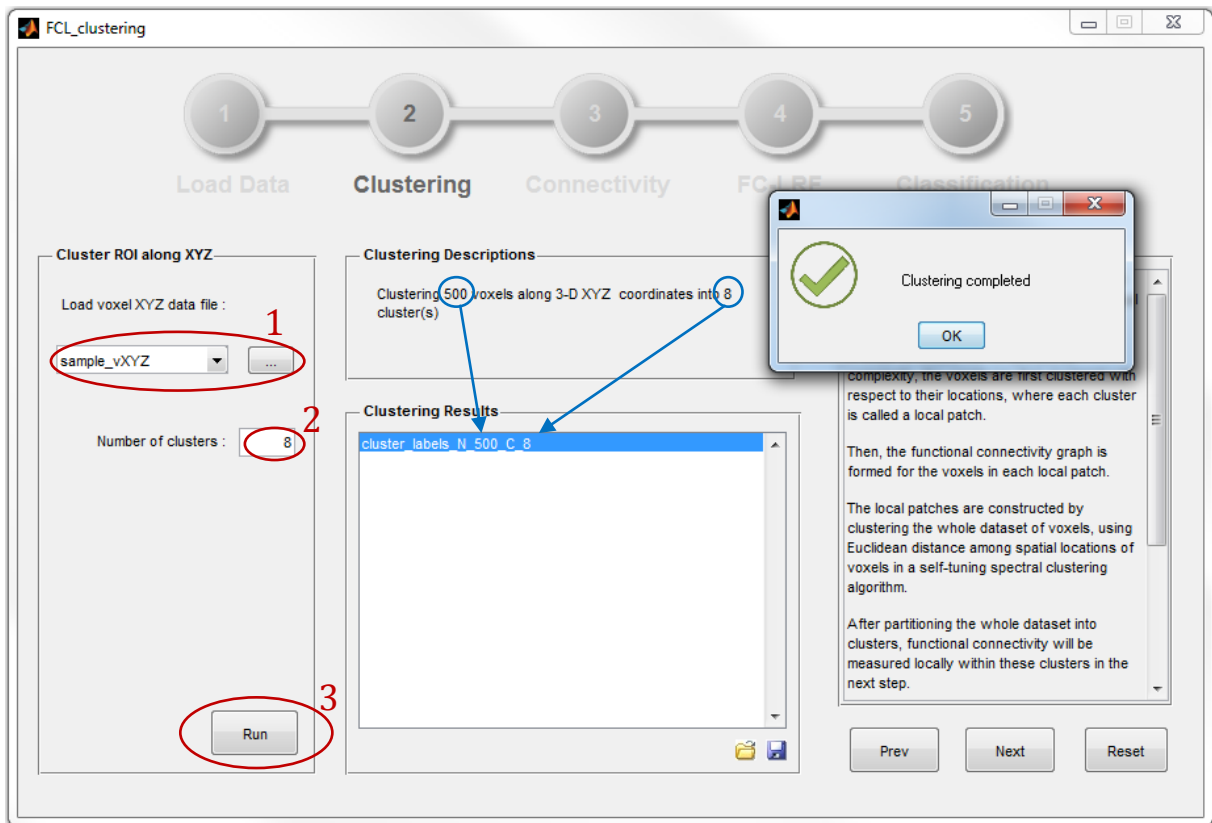 FCL_clustering
1
2
3
4
5
Load Data
Clustering
Connectivity
FC-LRF
Classification
Cluster ROI along XYZ
Load voxel XYZ data file :
1
sample_vXYZ
...
Number of clusters :
8
2
3
Run
Clustering Descriptions
Clustering 500 voxels along 3-D XYZ coordinates into 8
cluster(s)
Clustering Results
cluster_labels_N_500_C_8
Clustering completed
OK
complexity, the voxels are first clustered with
respect to their locations, where each cluster
is called a local patch.
Then, the functional connectivity graph is
formed for the voxels in each local patch.
The local patches are constructed by
clustering the whole dataset of voxels, using
Euclidean distance among spatial locations of
voxels in a self-tuning spectral clustering
algorithm.
After partitioning the whole dataset into
clusters, functional connectivity will be
measured locally within these clusters in the
next step.
Prev
Next
Reset